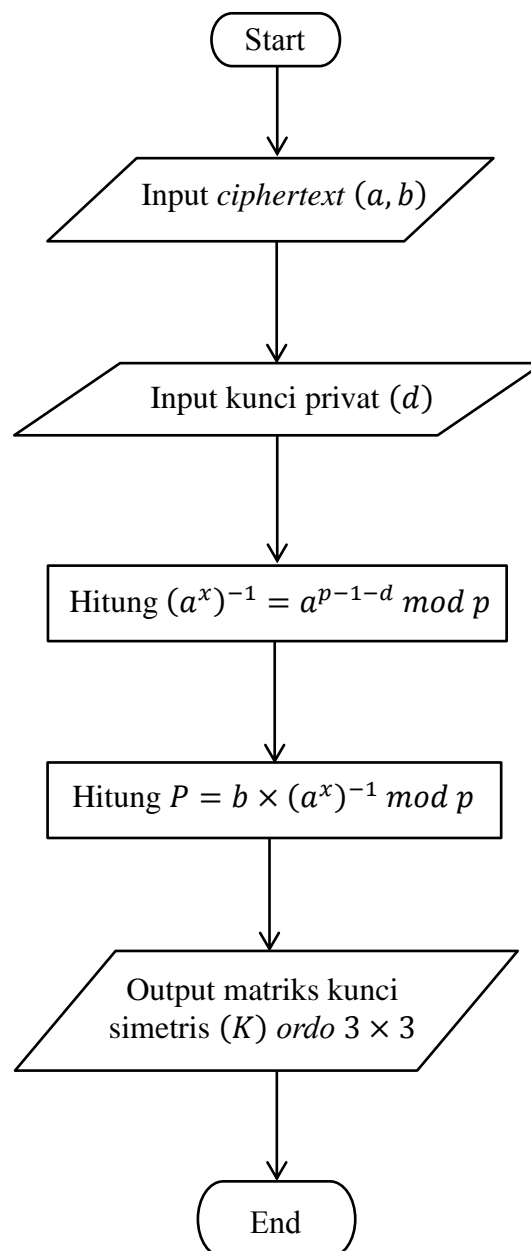 Start
Input ciphertext (a, b)
Input kunci privat (d)
Hitung (a^x)^{-1} = a^{p-1-d} mod p
Hitung P = b × (a^x)^{-1} mod p
Output matriks kunci
simetris (K) ordo 3 × 3
End